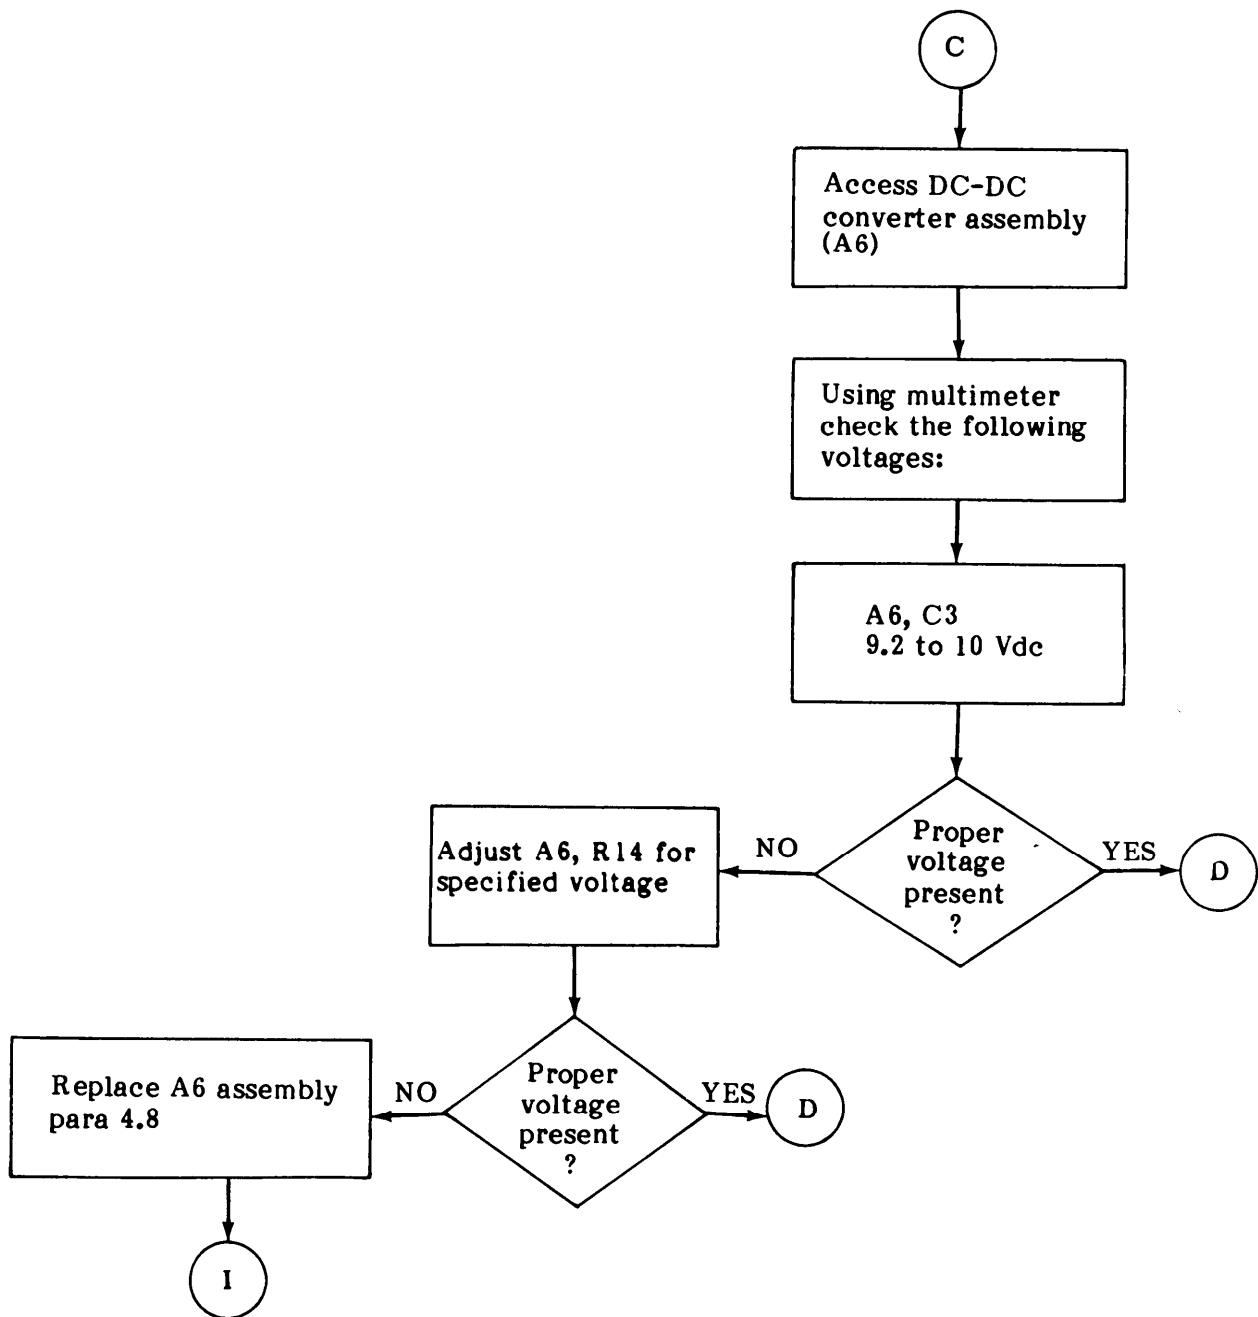 C
Access DC-DC
converter assembly
(A6)
Using multimeter
check the following
voltages:
A6, C3
9.2 to 10 Vdc
Proper
voltage
present
?
YES
D
NO
Adjust A6, R14 for
specified voltage
Proper
voltage
present
?
YES
D
NO
Replace A6 assembly
para 4.8
I